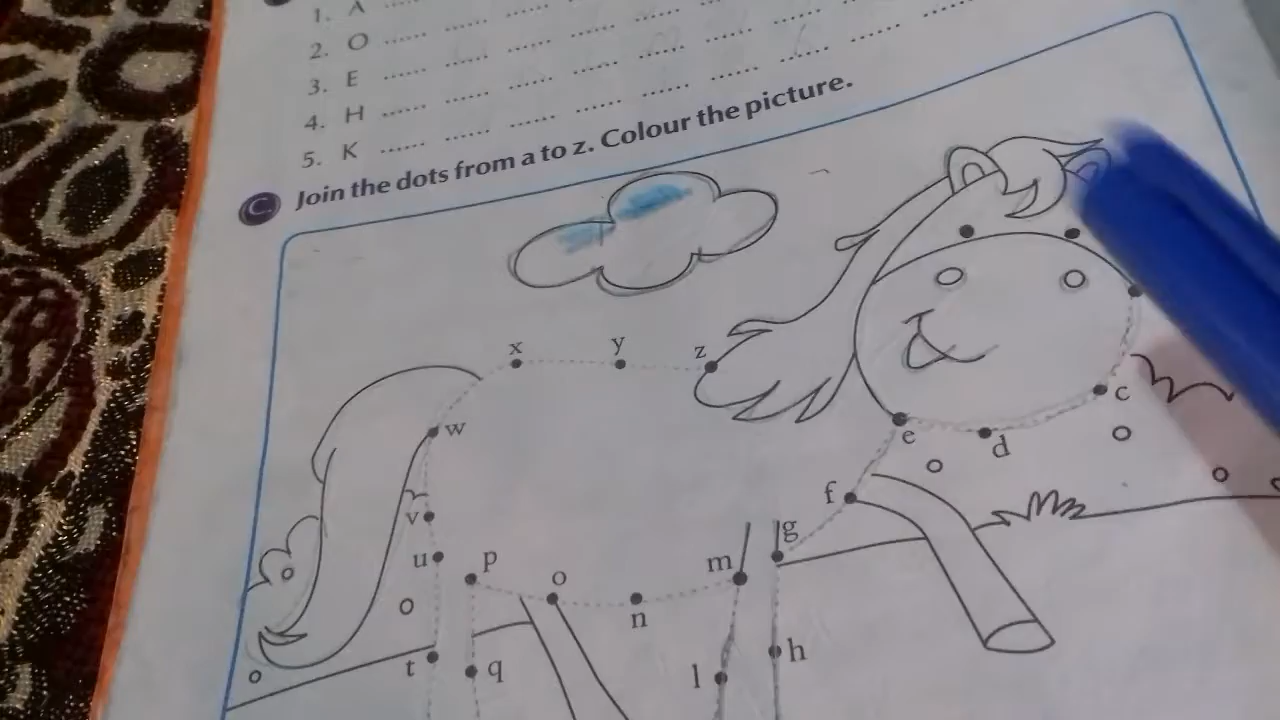 1. A ...... ......
2. O ...... ...... ...... ......
3. E ...... ...... ...... ...... ......
4. H ...... ...... ...... ...... ...... ......
5. K ...... ...... ...... ...... ...... ...... ...... ......
C Join the dots from a to z. Colour the picture.
x y z
w
c
e d
v f
u p o m g
n
t q l h